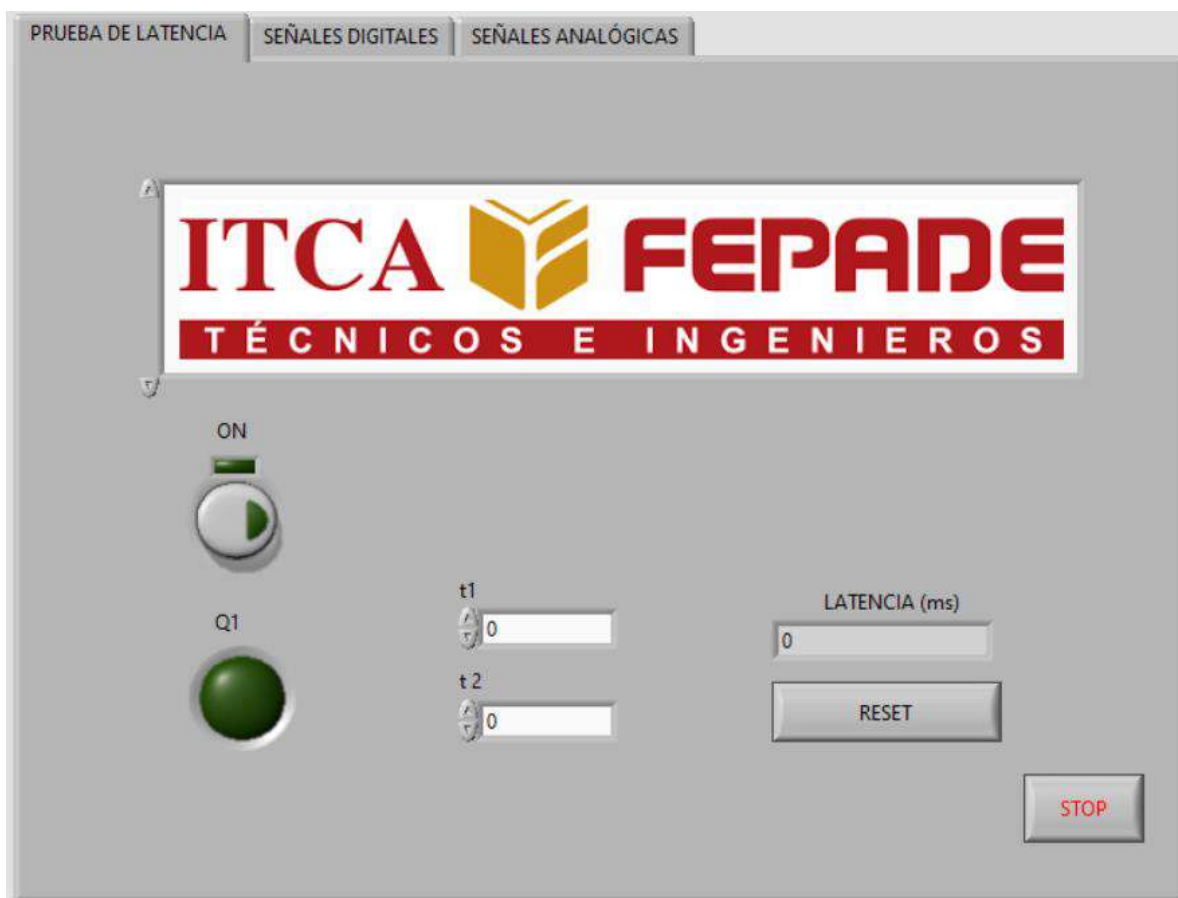 PRUEBA DE LATENCIA SEÑALES DIGITALES SEÑALES ANALÓGICAS
ITCA FEPADE
TÉCNICOS E INGENIEROS
ON
Q1
t1
0
t 2
0
LATENCIA (ms)
0
RESET
STOP